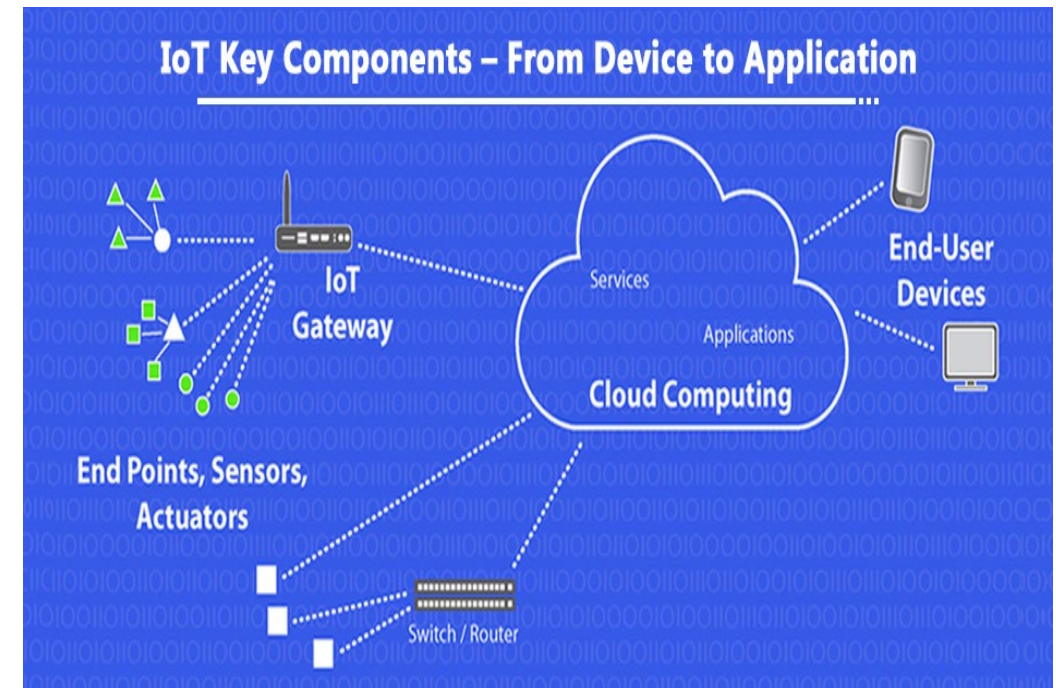 IoT Key Components – From Device to Application
IoT
Gateway
Services
Applications
Cloud Computing
End-User
Devices
End Points, Sensors,
Actuators
Switch / Router